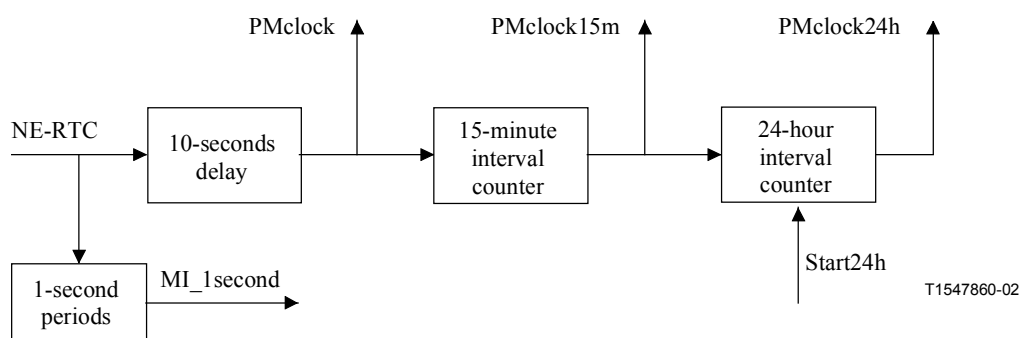 PMclock
PMclock15m
PMclock24h
NE-RTC
10-seconds
delay
15-minute
interval
counter
24-hour
interval
counter
Start24h
1-second
periods
MI_1second
T1547860-02